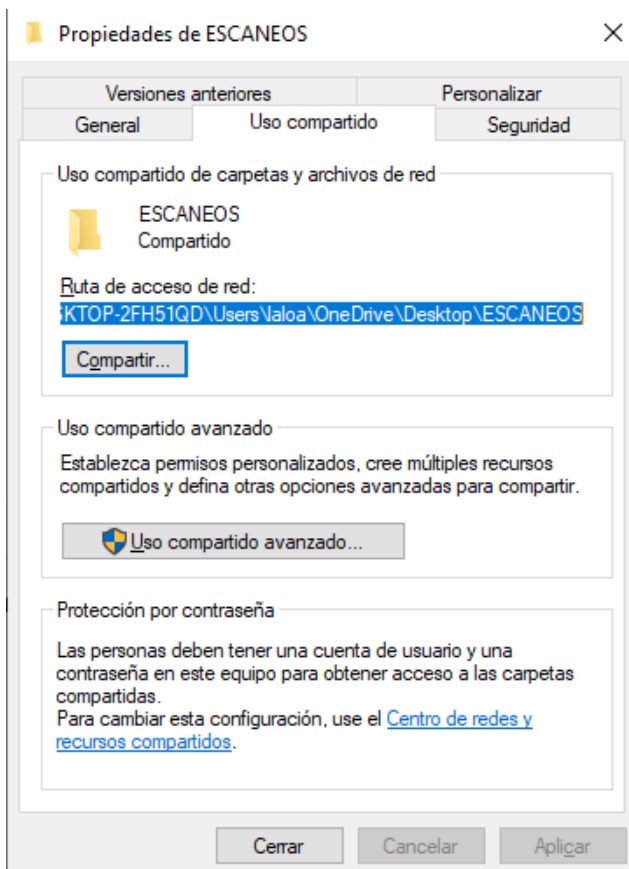 Propiedades de ESCANEOS
Versiones anteriores
Personalizar
General
Uso compartido
Seguridad
Uso compartido de carpetas y archivos de red
ESCANEOS
Compartido
Ruta de acceso de red:
KTOP-2FH51QD\Users\laloa\OneDrive\Desktop\ESCANEOS
Compartir...
Uso compartido avanzado
Establezca permisos personalizados, cree múltiples recursos
compartidos y defina otras opciones avanzadas para compartir.
Uso compartido avanzado...
Protección por contraseña
Las personas deben tener una cuenta de usuario y una
contraseña en este equipo para obtener acceso a las carpetas
compartidas.
Para cambiar esta configuración, use el Centro de redes y
recursos compartidos.
Cerrar
Cancelar
Aplicar